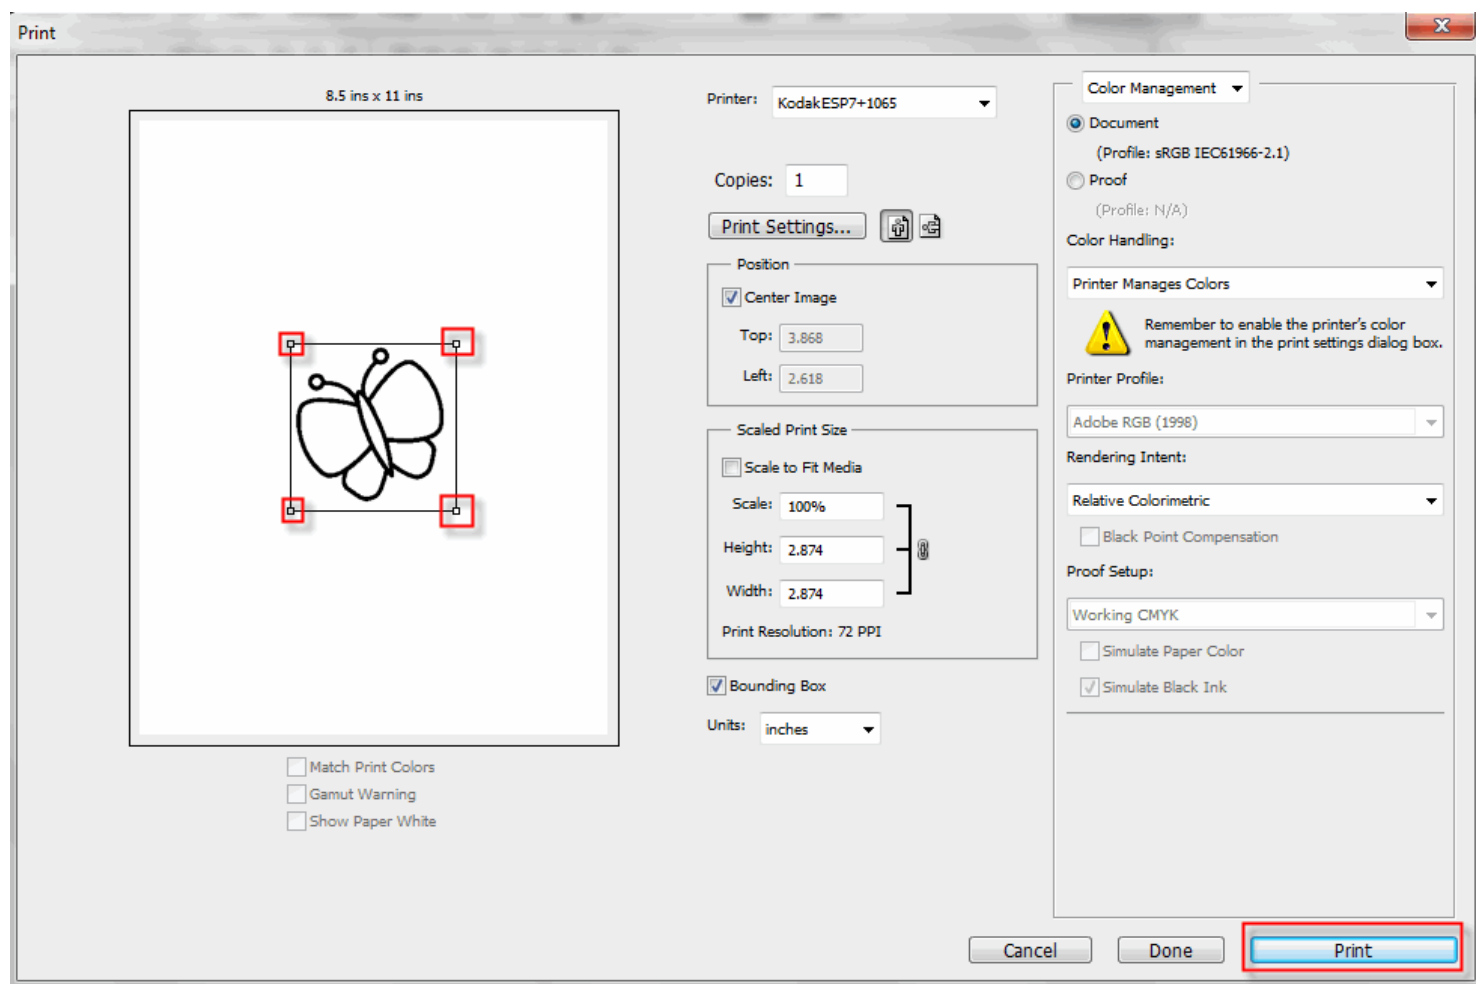 Print
8.5 ins x 11 ins
Match Print Colors
Gamut Warning
Show Paper White
Printer: KodakESP7+1065
Copies: 1
Print Settings...
Position
Center Image
Top: 3.868
Left: 2.618
Scaled Print Size
Scale to Fit Media
Scale: 100%
Height: 2.874
Width: 2.874
Print Resolution: 72 PPI
Bounding Box
Units: inches
Color Management
Document
(Profile: sRGB IEC61966-2.1)
Proof
(Profile: N/A)
Color Handling:
Printer Manages Colors
Remember to enable the printer's color
management in the print settings dialog box.
Printer Profile:
Adobe RGB (1998)
Rendering Intent:
Relative Colorimetric
Black Point Compensation
Proof Setup:
Working CMYK
Simulate Paper Color
Simulate Black Ink
Cancel Done Print